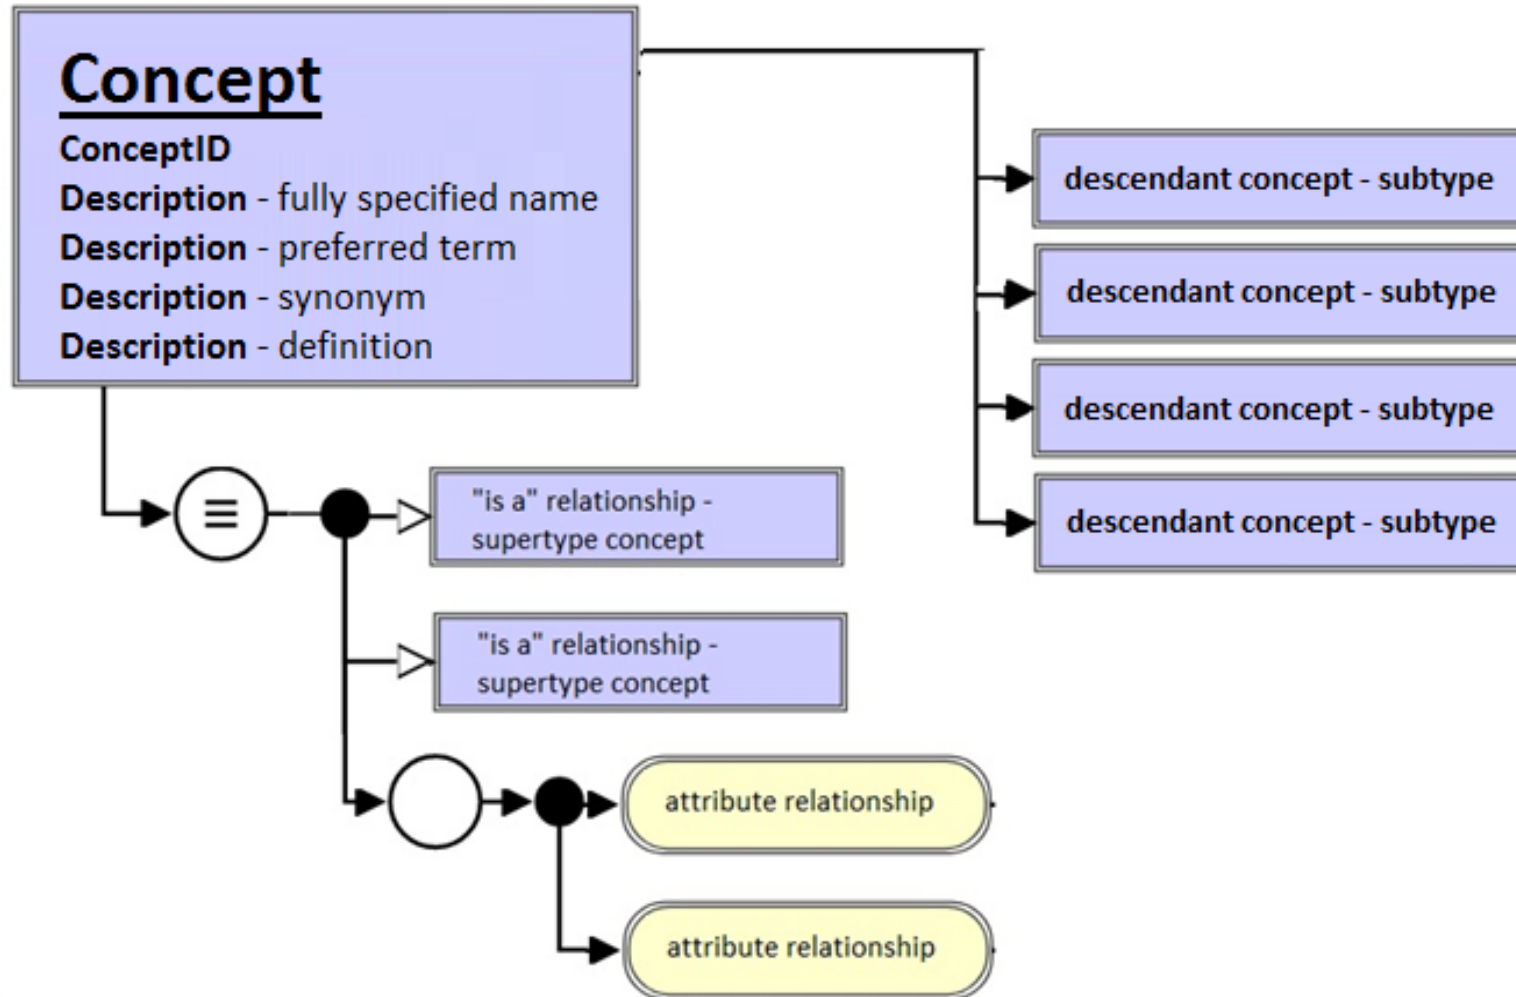 Concept
ConceptID
Description - fully specified name
Description - preferred term
Description - synonym
Description - definition
descendant concept - subtype
descendant concept - subtype
descendant concept - subtype
descendant concept - subtype
≡
"is a" relationship -
supertype concept
"is a" relationship -
supertype concept
attribute relationship
attribute relationship